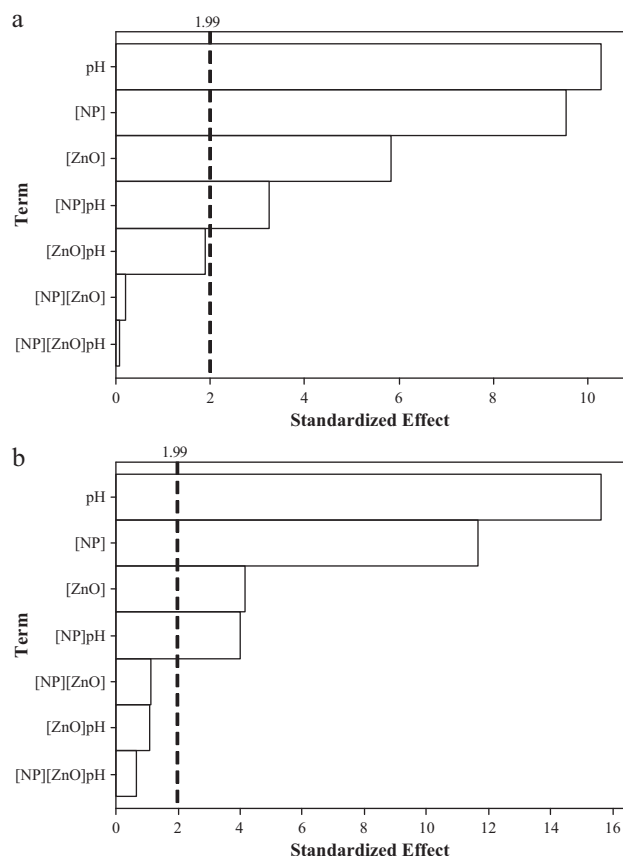 a
1.99
pH
[NP]
[ZnO]
[NP]pH
[ZnO]pH
[NP][ZnO]
[NP][ZnO]pH
Term
0 2 4 6 8 10
Standardized Effect
b
1.99
pH
[NP]
[ZnO]
[NP]pH
[NP][ZnO]
[ZnO]pH
[NP][ZnO]pH
Term
0 2 4 6 8 10 12 14 16
Standardized Effect